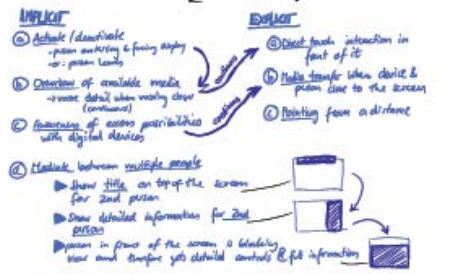 IMPLICIT
ⓐ Activate / deactivate
- person entering & facing display
- or: person leaves
ⓑ Overview of available media
→ more detail when moving closer
(continuous)
ⓒ Awareness of access possibilities
with digital devices
EXPLICIT
ⓐ Direct touch interaction in
front of it
ⓑ Media transfer when device &
person close to the screen
ⓒ Pointing from a distance
ⓓ Mediate between multiple people
▶ Show title on top of the screen
for 2nd person
▶ Show detailed information for 2nd
person
▶ person in front of the screen is blocking
view and therefore gets detailed controls & full information